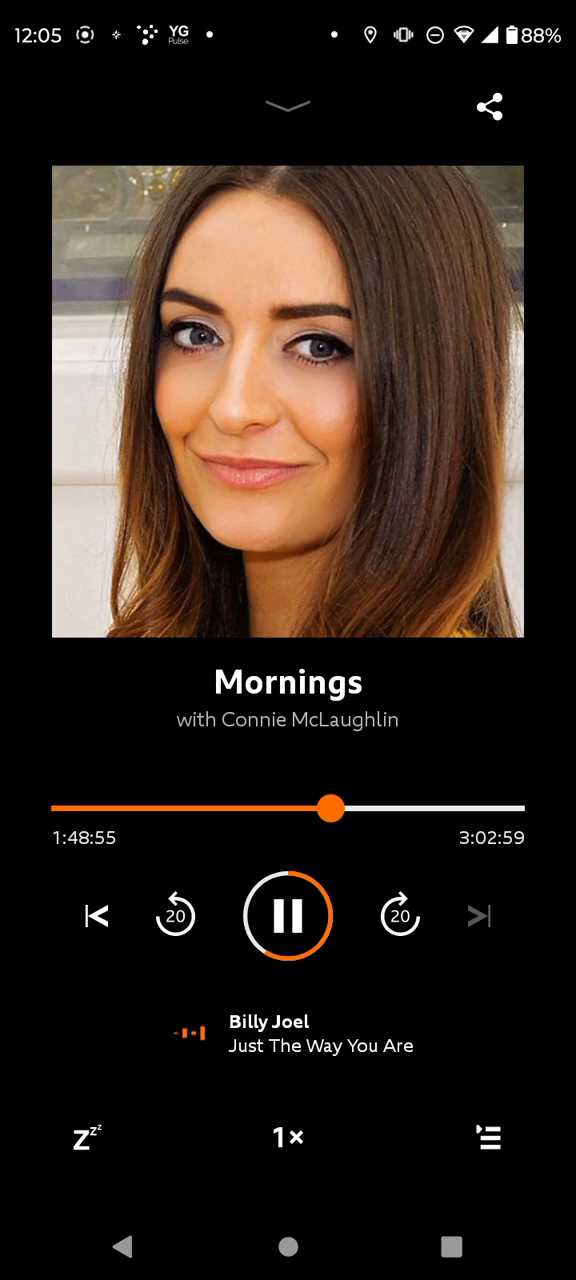 12:05 YG 88%
Pulse
Mornings
with Connie McLaughlin
1:48:55 3:02:59
20 20
Billy Joel
Just The Way You Are
Zzz 1×